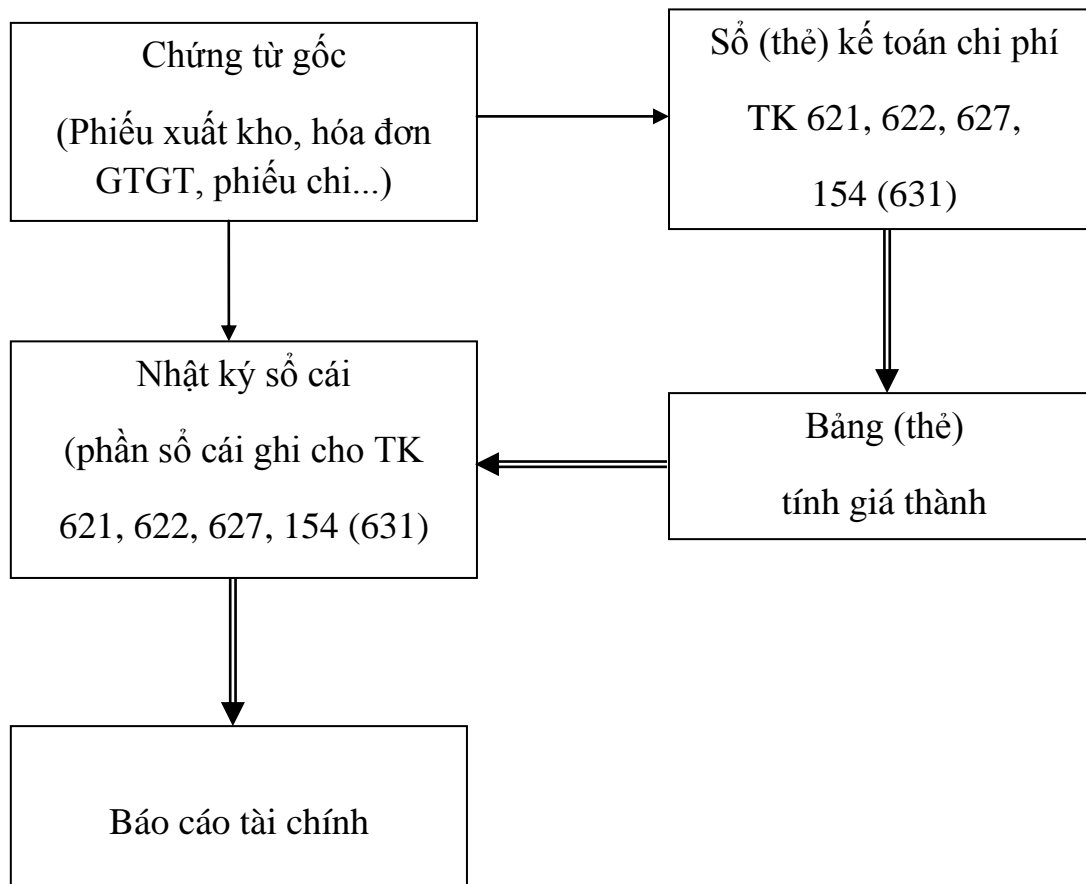 Chứng từ gốc
(Phiếu xuất kho, hóa đơn
GTGT, phiếu chi...)
Sổ (thẻ) kế toán chi phí
TK 621, 622, 627,
154 (631)
Nhật ký sổ cái
(phần sổ cái ghi cho TK
621, 622, 627, 154 (631)
Bảng (thẻ)
tính giá thành
Báo cáo tài chính